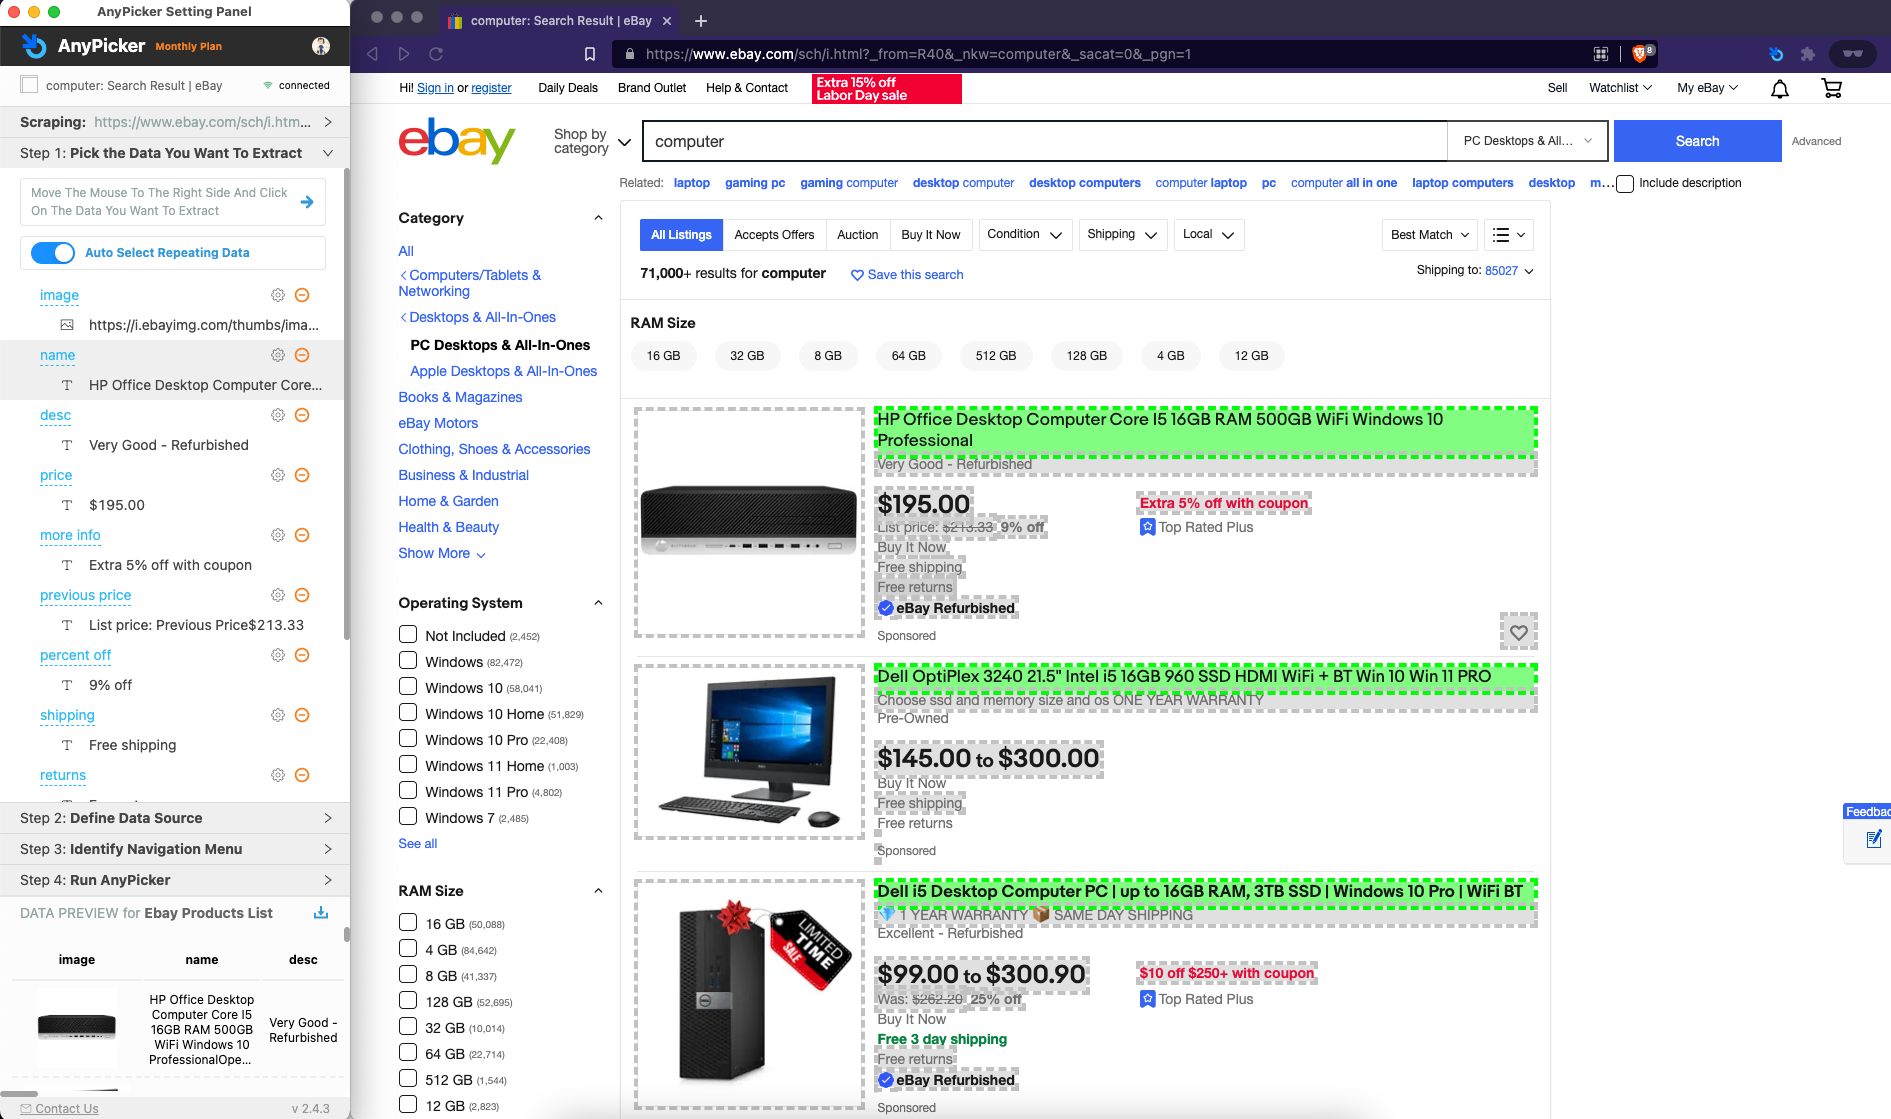 AnyPicker Setting Panel
AnyPicker Monthly Plan
computer: Search Result | eBay connected
Scraping: https://www.ebay.com/sch/i.htm...
Step 1: Pick the Data You Want To Extract
Move The Mouse To The Right Side And Click
On The Data You Want To Extract
Auto Select Repeating Data
image
https://i.ebayimg.com/thumbs/ima...
name
T HP Office Desktop Computer Core...
desc
T Very Good - Refurbished
price
T $195.00
more info
T Extra 5% off with coupon
previous price
T List price: Previous Price$213.33
percent off
T 9% off
shipping
T Free shipping
returns
Step 2: Define Data Source
Step 3: Identify Navigation Menu
Step 4: Run AnyPicker
DATA PREVIEW for Ebay Products List
image name desc
HP Office Desktop
Computer Core I5
16GB RAM 500GB
WiFi Windows 10
ProfessionalOpe...
Very Good -
Refurbished
Contact Us v 2.4.3
computer: Search Result | eBay
https://www.ebay.com/sch/i.html?_from=R40&_nkw=computer&_sacat=0&_pgn=1
8
Hi! Sign in or register Daily Deals Brand Outlet Help & Contact
Extra 15% off
Labor Day sale
Sell Watchlist My eBay
ebay
Shop by
category
computer
PC Desktops & All...
Search
Advanced
Related: laptop gaming pc gaming computer desktop computer desktop computers computer laptop pc computer all in one laptop computers desktop m...
Include description
Category
All
Computers/Tablets &
Networking
Desktops & All-In-Ones
PC Desktops & All-In-Ones
Apple Desktops & All-In-Ones
Books & Magazines
eBay Motors
Clothing, Shoes & Accessories
Business & Industrial
Home & Garden
Health & Beauty
Show More
Operating System
Not Included (2,452)
Windows (82,472)
Windows 10 (58,041)
Windows 10 Home (51,829)
Windows 10 Pro (22,408)
Windows 11 Home (1,003)
Windows 11 Pro (4,802)
Windows 7 (2,485)
See all
RAM Size
16 GB (50,088)
4 GB (84,642)
8 GB (41,337)
128 GB (52,695)
32 GB (10,014)
64 GB (22,714)
512 GB (1,544)
12 GB (2,823)
All Listings Accepts Offers Auction Buy It Now Condition Shipping Local Best Match
71,000+ results for computer Save this search
Shipping to: 85027
RAM Size
16 GB 32 GB 8 GB 64 GB 512 GB 128 GB 4 GB 12 GB
HP Office Desktop Computer Core I5 16GB RAM 500GB WiFi Windows 10
Professional
Very Good - Refurbished
$195.00
List price: $213.33 9% off
Buy It Now
Free shipping
Free returns
eBay Refurbished
Sponsored
Extra 5% off with coupon
Top Rated Plus
Dell OptiPlex 3240 21.5" Intel i5 16GB 960 SSD HDMI WiFi + BT Win 10 Win 11 PRO
Choose ssd and memory size and os ONE YEAR WARRANTY
Pre-Owned
$145.00 to $300.00
Buy It Now
Free shipping
Free returns
Sponsored
LIMITED
TIME
SALE
Dell i5 Desktop Computer PC | up to 16GB RAM, 3TB SSD | Windows 10 Pro | WiFi BT
💎 1 YEAR WARRANTY 📦 SAME DAY SHIPPING
Excellent - Refurbished
$99.00 to $300.90
Was: $262.20 25% off
Buy It Now
Free 3 day shipping
Free returns
eBay Refurbished
Sponsored
$10 off $250+ with coupon
Top Rated Plus
Feedbac